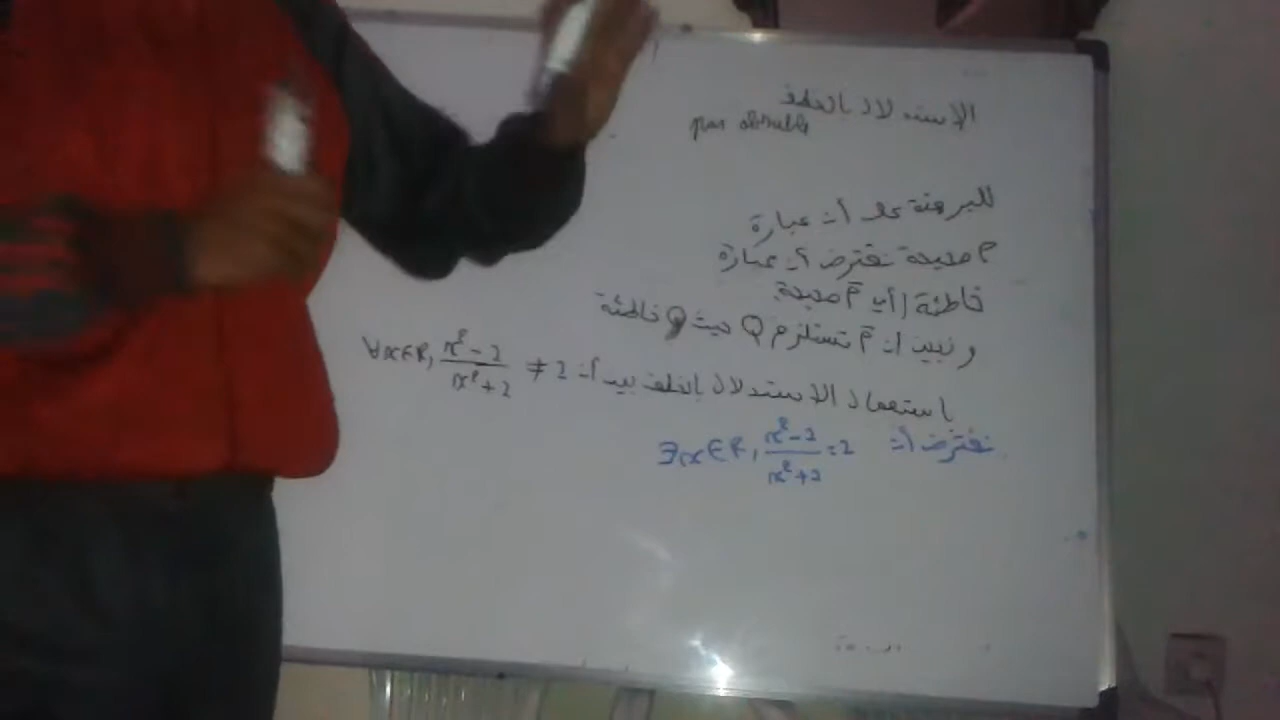 الاستدلال بالخلف
par absurde
للبرهنة على أن عبارة
P صحيحة نفترض أن عبارة
خاطئة (أي P̅ صحيحة)
و نبين أن P̅ تستلزم Q حيث Q خاطئة
باستعمال الاستدلال بالخلف بين أن ∀x∈ℝ, (x²-2)/(x²+2) ≠ 2
نفترض أن ∃x∈ℝ, (x²-2)/(x²+2) = 2